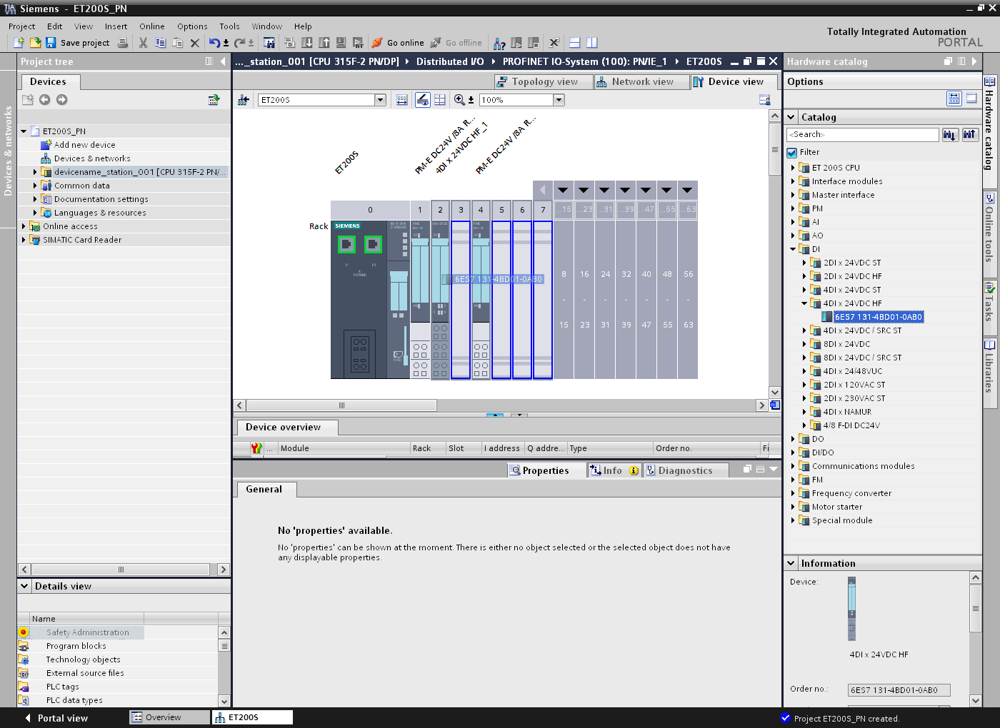 Siemens - ET200S_PN
Project Edit View Insert Online Options Tools Window Help
Save project Go online Go offline
Totally Integrated Automation
PORTAL
Project tree
Devices
Devices & networks
ET200S_PN
Add new device
Devices & networks
devicename_station_001 [CPU 315F-2 PN/...
Common data
Documentation settings
Languages & resources
Online access
SIMATIC Card Reader
Details view
Name
Safety Administration
Program blocks
Technology objects
External source files
PLC tags
PLC data types
..._station_001 [CPU 315F-2 PN/DP] Distributed I/O PROFINET IO-System (100): PN/IE_1 ET200S
Topology view Network view Device view
ET200S 100%
ET200S
PM-E DC24V /8A R...
4DI X 24VDC HF_1
PM-E DC24V /8A R...
0 1 2 3 4 5 6 7 ...15 ...23 ...31 ...39 ...47 ...55 ...63
Rack SIEMENS
8 16 24 32 40 48 56
6ES7 131-4BD01-0AB0
- - - - - - -
15 23 31 39 47 55 63
Device overview
... Module Rack Slot I address Q addre... Type Order no. Fi
Properties Info Diagnostics
General
No 'properties' available.
No 'properties' can be shown at the moment. There is either no object selected or the selected object does not have
any displayable properties.
Hardware catalog
Options
Catalog
<Search>
Filter
ET 200S CPU
Interface modules
Master interface
PM
AI
AO
DI
2DI x 24VDC ST
2DI x 24VDC HF
4DI x 24VDC ST
4DI x 24VDC HF
6ES7 131-4BD01-0AB0
4DI x 24VDC / SRC ST
8DI x 24VDC
8DI x 24VDC / SRC ST
4DI x 24/48VUC
2DI x 120VAC ST
2DI x 230VAC ST
4DI x NAMUR
4/8 F-DI DC24V
DO
DI/DO
Communications modules
FM
Frequency converter
Motor starter
Special module
Information
Device:
4DI x 24VDC HF
Order no.: 6ES7 131-4BD01-0AB0
Hardware catalog
Online tools
Tasks
Libraries
Portal view Overview ET200S Project ET200S_PN created.